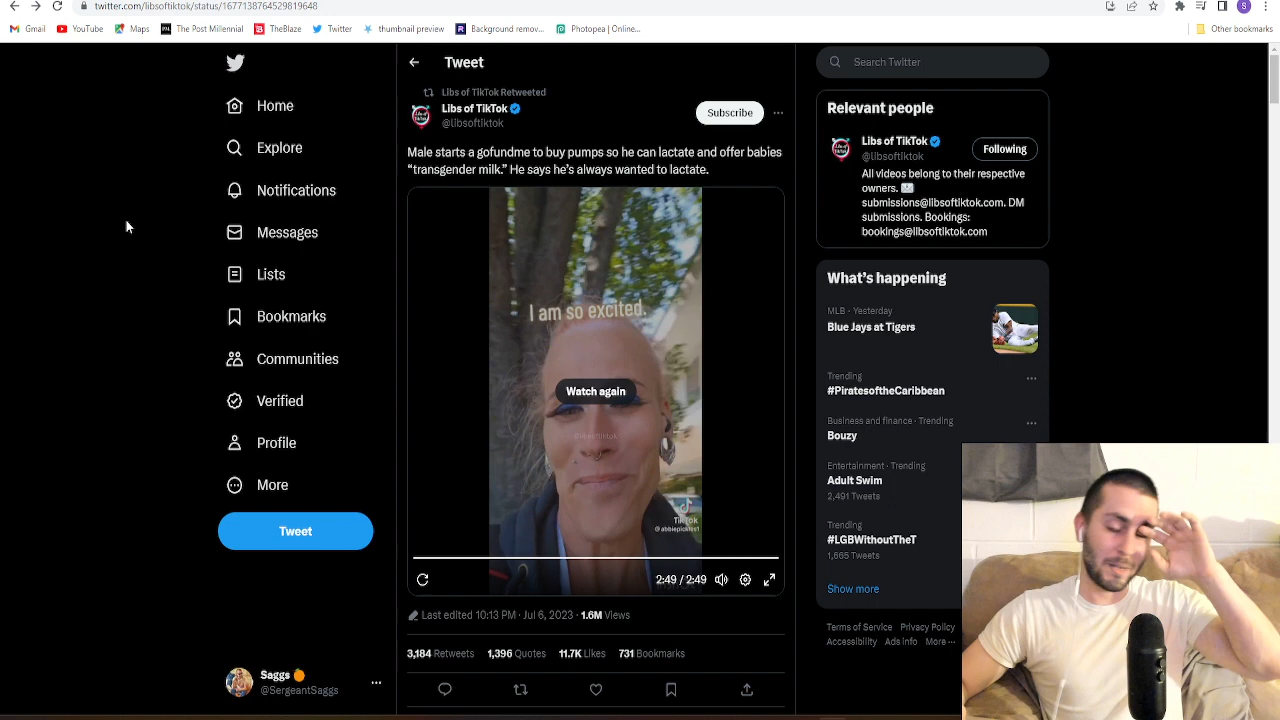 twitter.com/libsoftiktok/status/1677138764529819648
Gmail YouTube Maps The Post Millennial TheBlaze Twitter thumbnail preview Background remov... Photopea | Online... Other bookmarks
Home
Explore
Notifications
Messages
Lists
Bookmarks
Communities
Verified
Profile
More
Tweet
Saggs
@SergeantSaggs
Tweet
Libs of TikTok Retweeted
Libs of TikTok
@libsoftiktok
Subscribe
Male starts a gofundme to buy pumps so he can lactate and offer babies
“transgender milk.” He says he’s always wanted to lactate.
I am so excited.
Watch again
@libsoftiktok
TikTok
@abbiepickles1
2:49 / 2:49
Last edited 10:13 PM · Jul 6, 2023 · 1.6M Views
3,184 Retweets 1,396 Quotes 11.7K Likes 731 Bookmarks
Search Twitter
Relevant people
Libs of TikTok
@libsoftiktok
Following
All videos belong to their respective
owners.
submissions@libsoftiktok.com. DM
submissions. Bookings:
bookings@libsoftiktok.com
What’s happening
MLB · Yesterday
Blue Jays at Tigers
Trending
#PiratesoftheCaribbean
Business and finance · Trending
Bouzy
Entertainment · Trending
Adult Swim
2,491 Tweets
Trending
#LGBWithoutTheT
1,665 Tweets
Show more
Terms of Service Privacy Policy
Accessibility Ads info More ...